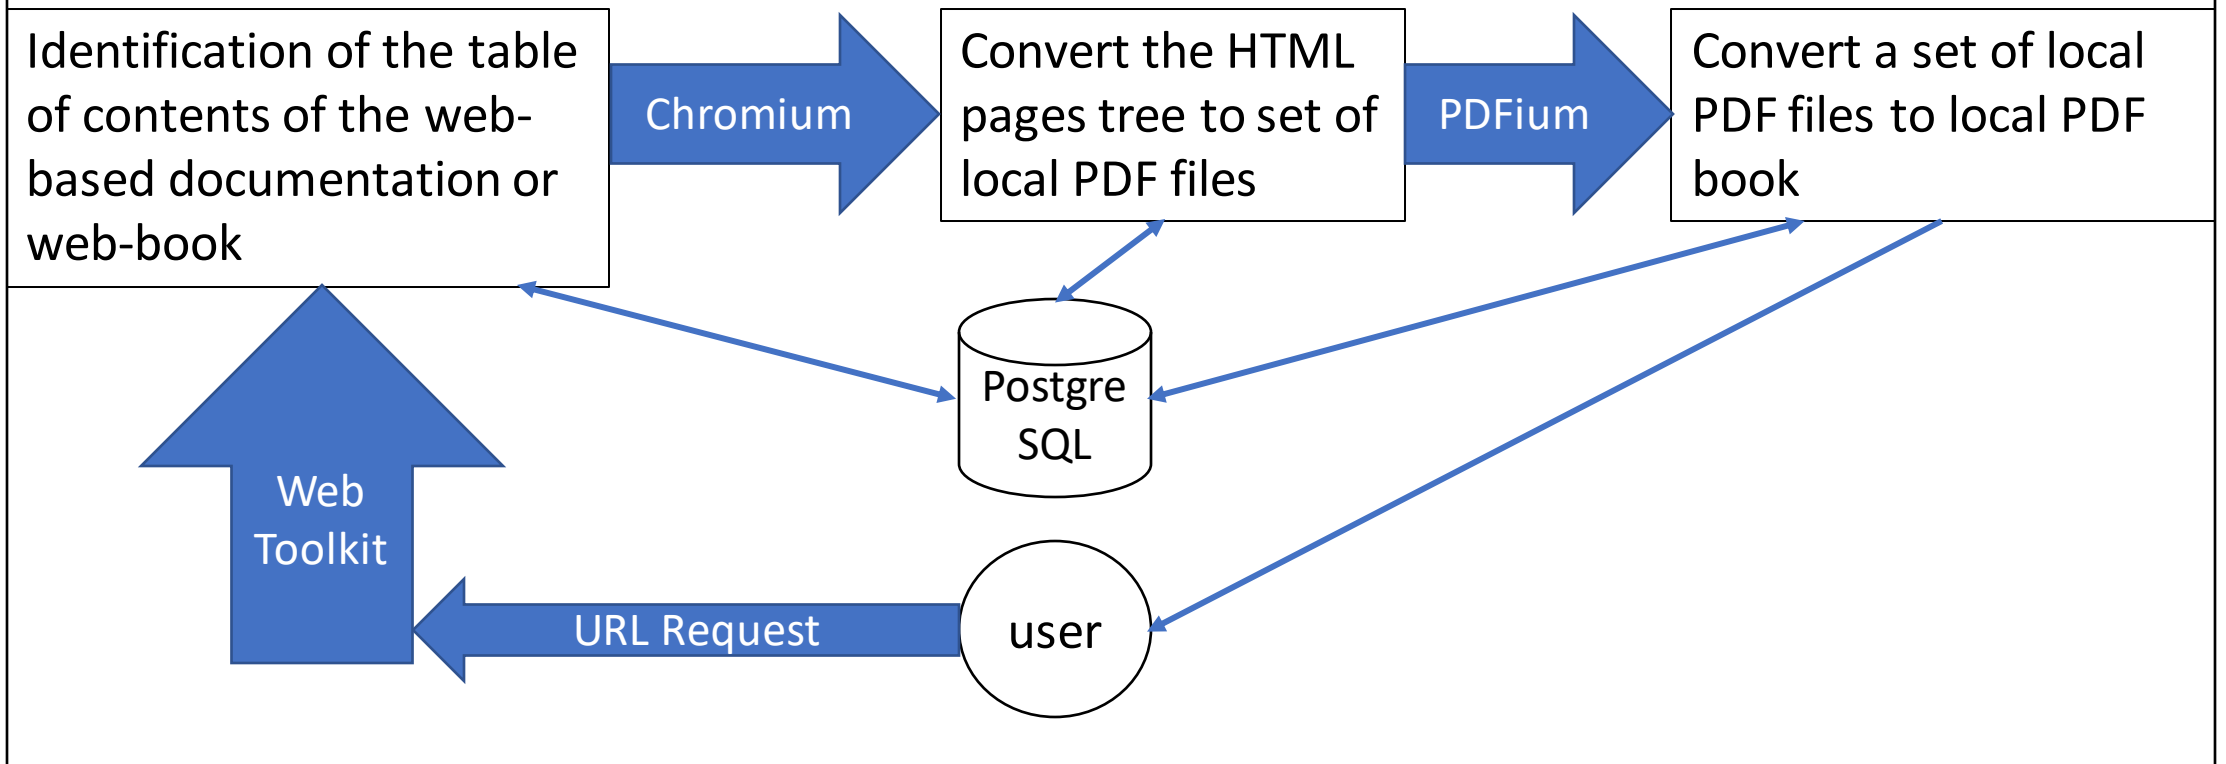 Identification of the table
of contents of the web-
based documentation or
web-book
Chromium
Convert the HTML
pages tree to set of
local PDF files
PDFium
Convert a set of local
PDF files to local PDF
book
Postgre
SQL
Web
Toolkit
URL Request
user